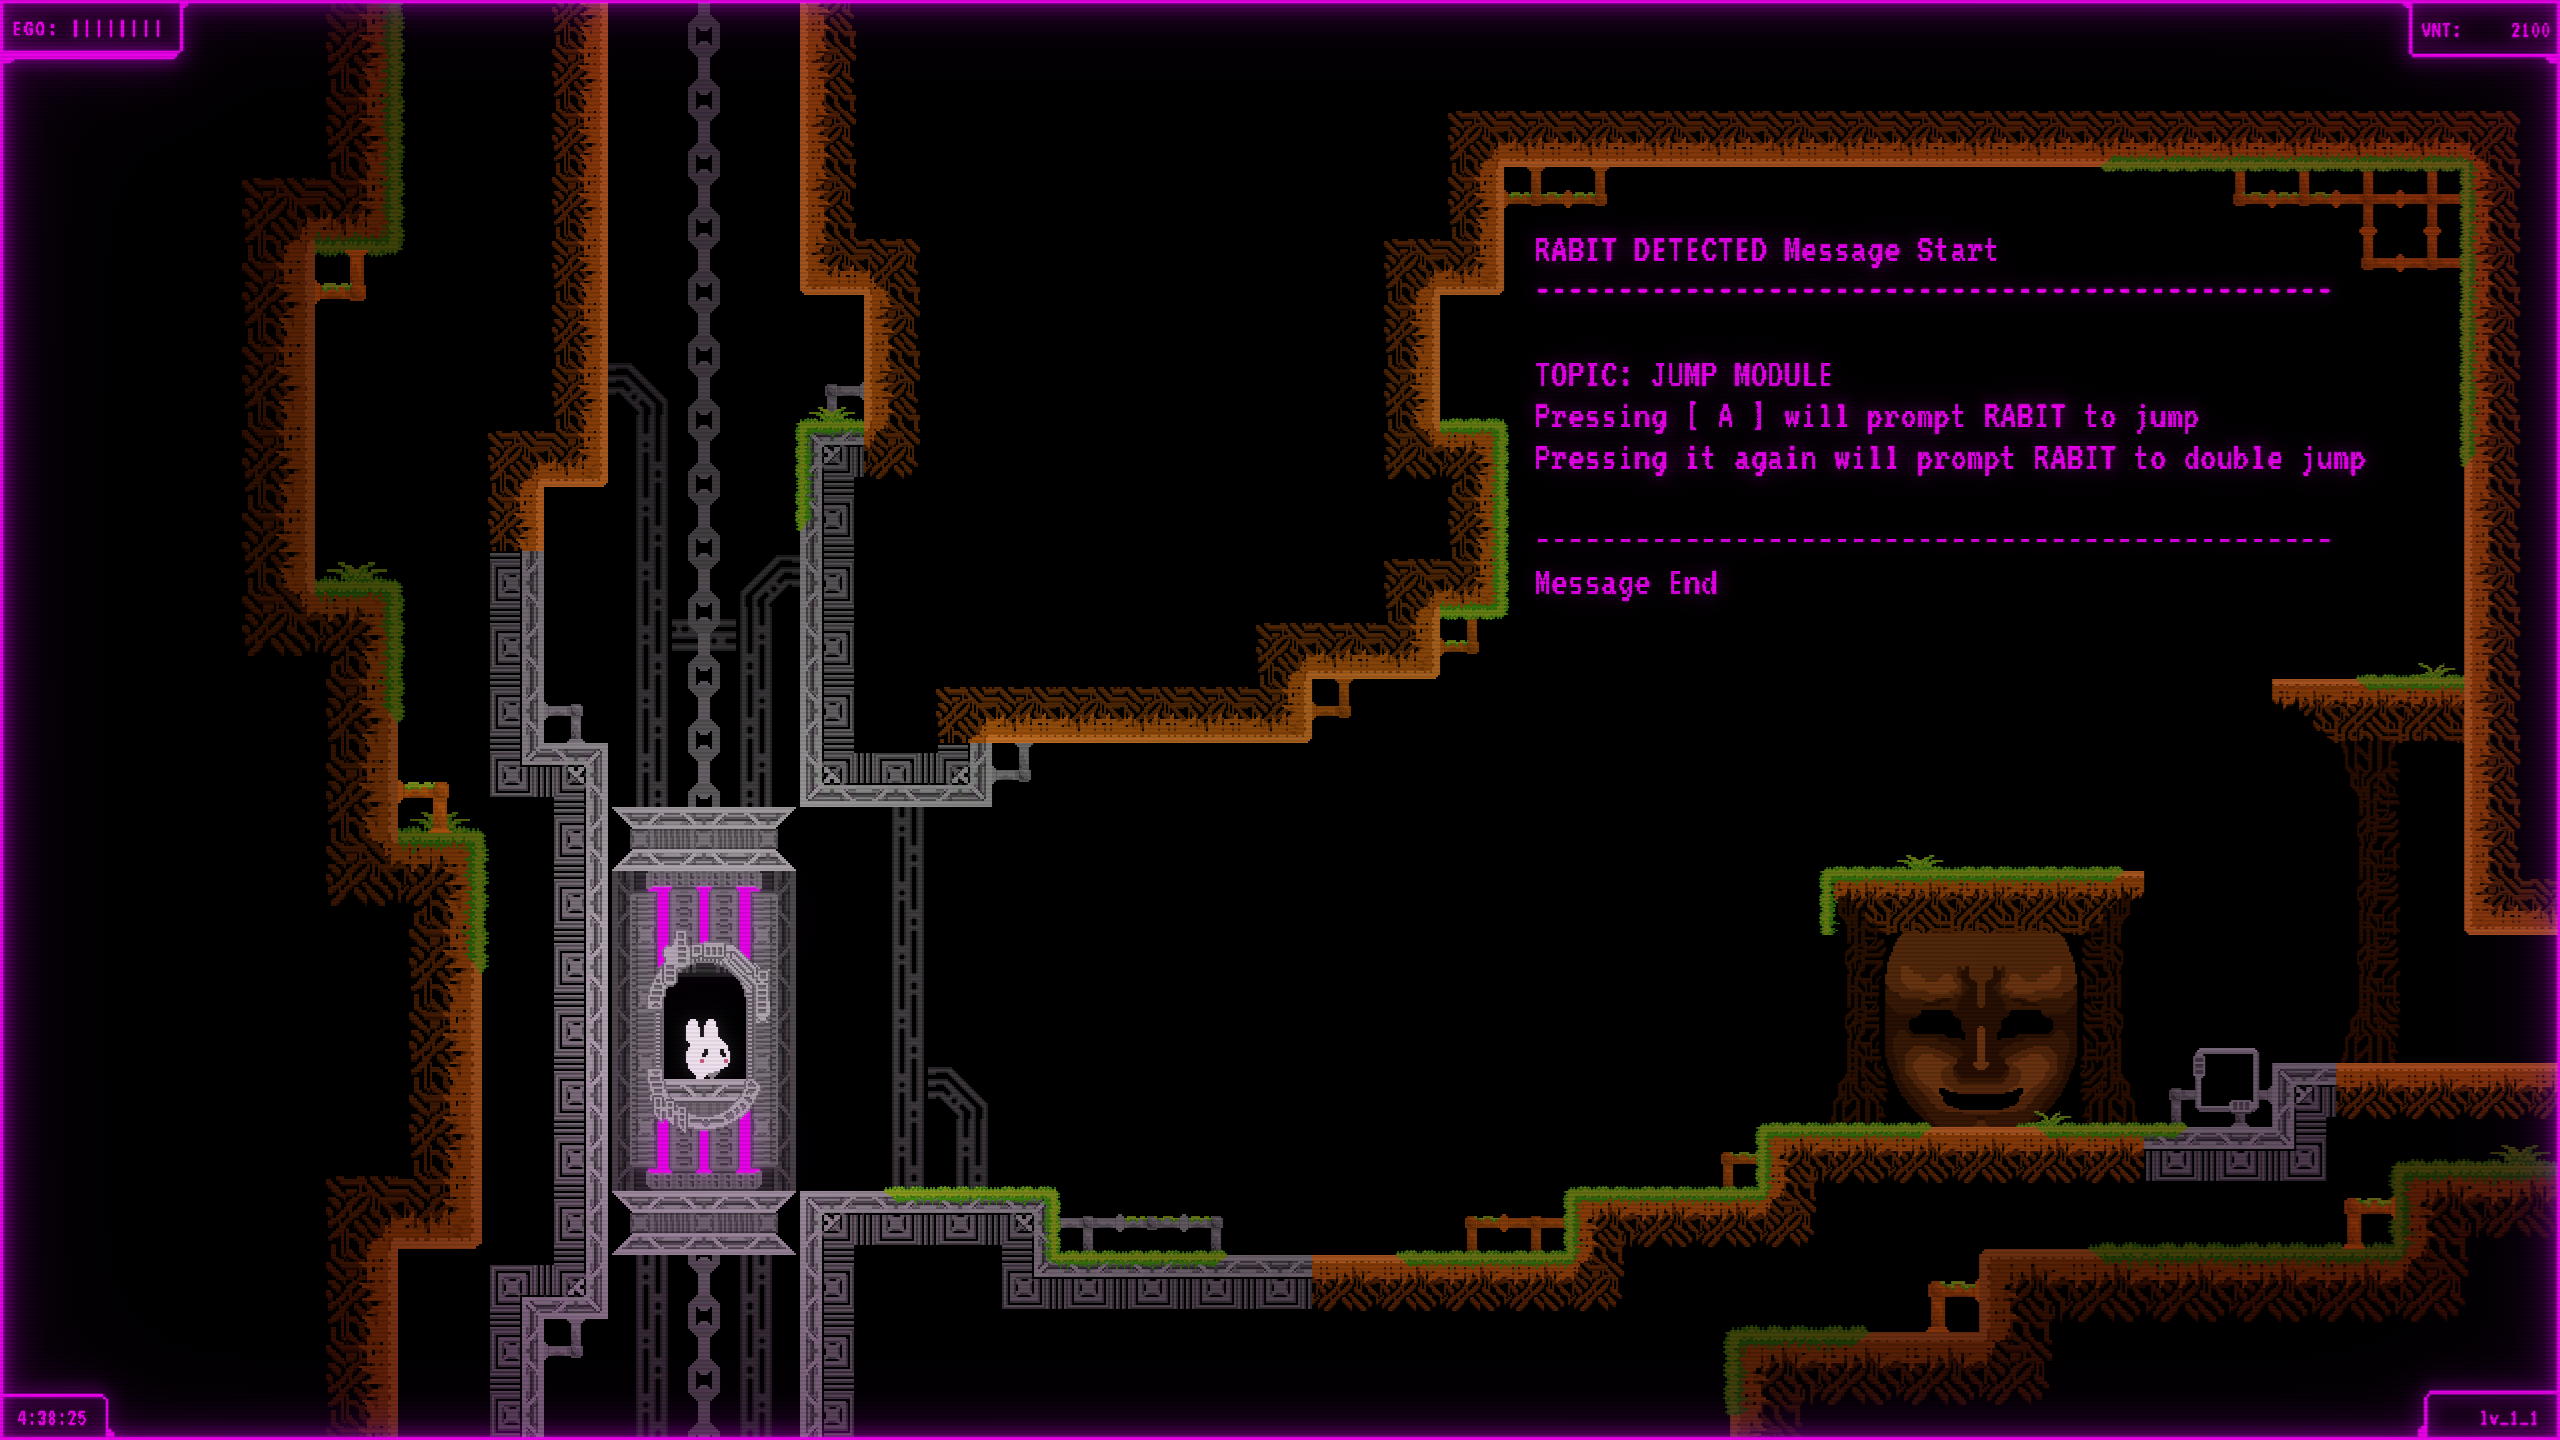 EGO: ||||||||
VNT: 2100
RABIT DETECTED Message Start
------------------------------------------------
TOPIC: JUMP MODULE
Pressing [ A ] will prompt RABIT to jump
Pressing it again will prompt RABIT to double jump
------------------------------------------------
Message End
4:38:25
lv_1_1